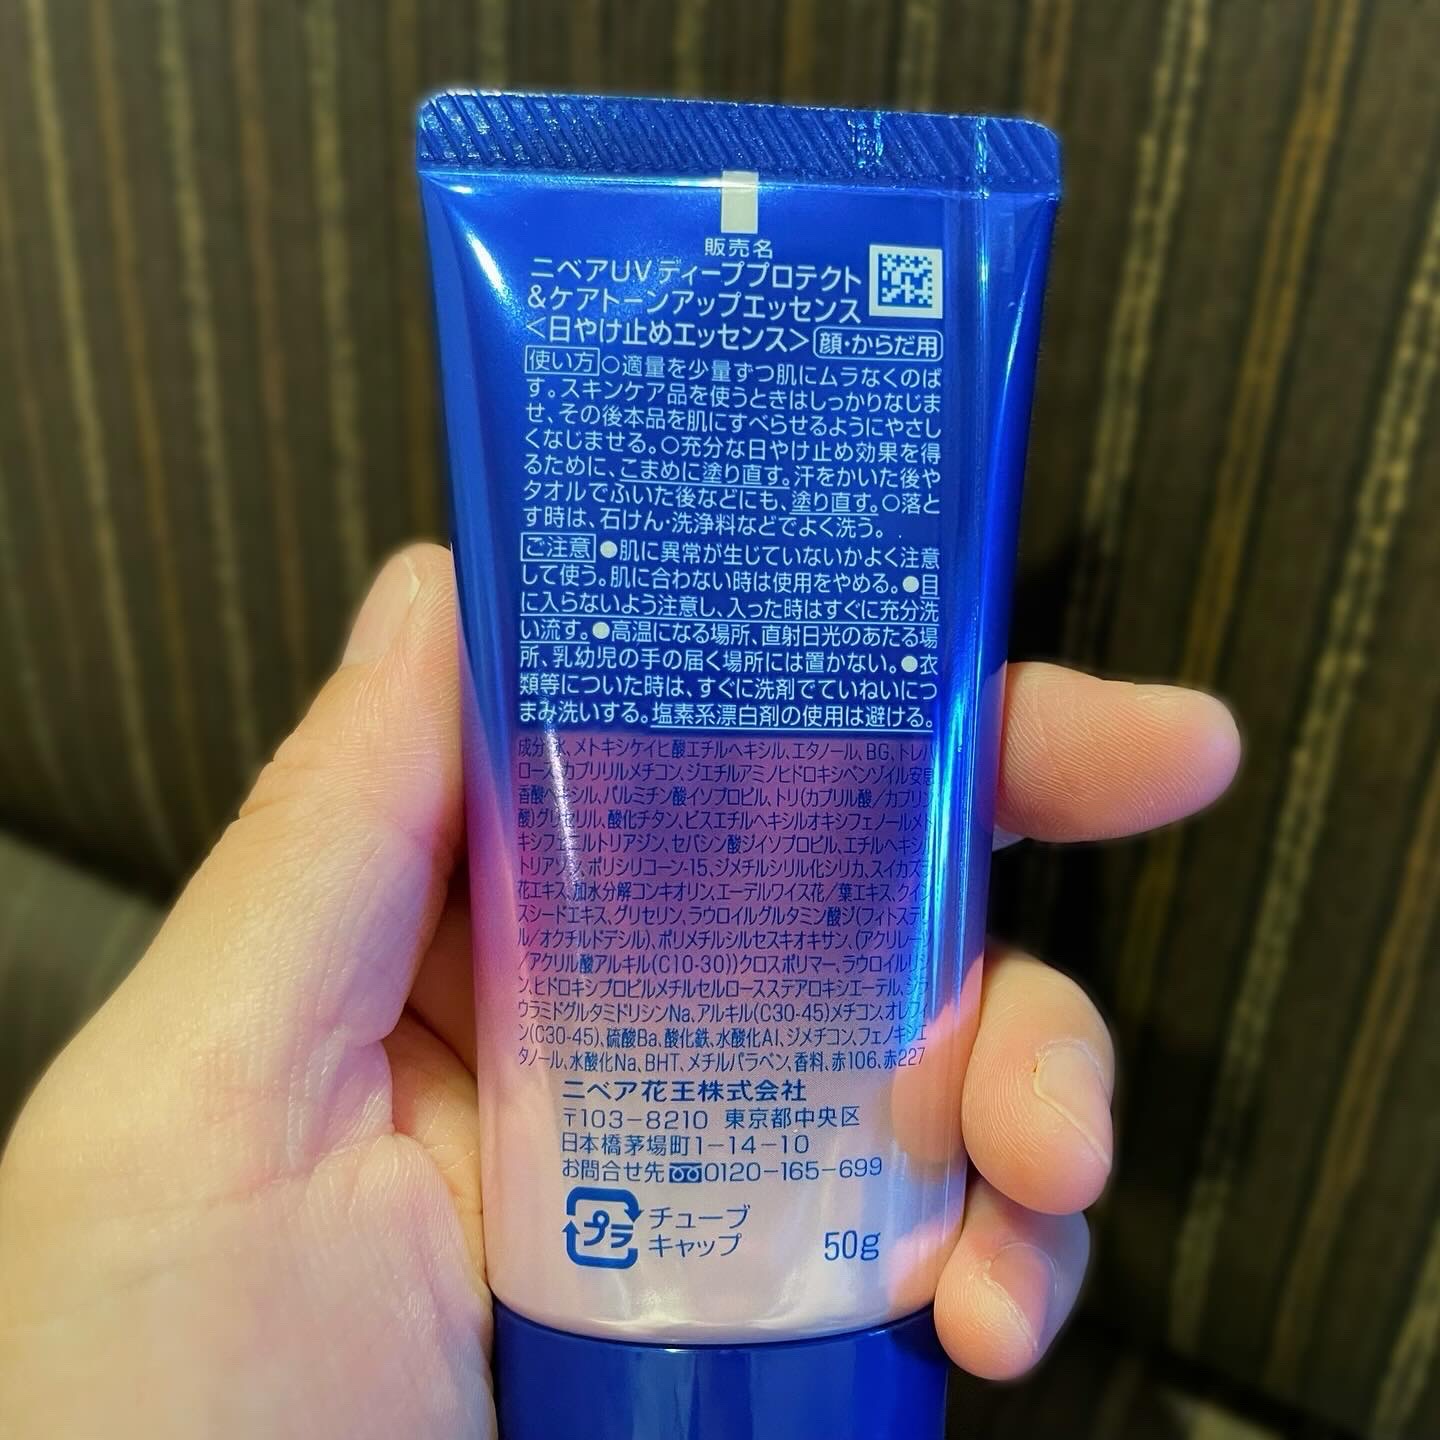 販売名
ニベアUVディーププロテクト
&ケアトーンアップエッセンス
<日やけ止めエッセンス> 顔・からだ用
使い方 ○適量を少量ずつ肌にムラなくのば
す。スキンケア品を使うときはしっかりなじま
せ、その後本品を肌にすべらせるようにやさし
くなじませる。○充分な日やけ止め効果を得
るために、こまめに塗り直す。汗をかいた後や
タオルでふいた後などにも、塗り直す。○落と
す時は、石けん・洗浄料などでよく洗う。
ご注意 ●肌に異常が生じていないかよく注意
して使う。肌に合わない時は使用をやめる。●目
に入らないよう注意し、入った時はすぐに充分洗
い流す。●高温になる場所、直射日光のあたる場
所、乳幼児の手の届く場所には置かない。●衣
類等についた時は、すぐに洗剤でていねいにつ
まみ洗いする。塩素系漂白剤の使用は避ける。
成分:水、メトキシケイヒ酸エチルヘキシル、エタノール、BG、トレハ
ロース、カプリリルメチコン、ジエチルアミノヒドロキシベンゾイル安息
香酸ヘキシル、パルミチン酸イソプロピル、トリ(カプリル酸/カプリン
酸)グリセリル、酸化チタン、ビスエチルヘキシルオキシフェノールメト
キシフェニルトリアジン、セバシン酸ジイソプロピル、エチルヘキシル
トリアゾン、ポリシリコーン-15、ジメチルシリル化シリカ、スイカズラ
花エキス、加水分解コンキオリン、エーデルワイス花/葉エキス、クイン
スシードエキス、グリセリン、ラウロイルグルタミン酸ジ(フィトステリ
ル/オクチルドデシル)、ポリメチルシルセスキオキサン、(アクリレーツ
/アクリル酸アルキル(C10-30))クロスポリマー、ラウロイルリシ
ン、ヒドロキシプロピルメチルセルロースステアロキシエーテル、ジラ
ウラミドグルタミドリシンNa、アルキル(C30-45)メチコン、オレフィ
ン(C30-45)、硫酸Ba、酸化鉄、水酸化Al、ジメチコン、フェノキシエ
タノール、水酸化Na、BHT、メチルパラベン、香料、赤106、赤227
ニベア花王株式会社
〒103-8210 東京都中央区
日本橋茅場町1-14-10
お問合せ先 0120-165-699
プラ チューブ
キャップ 50g